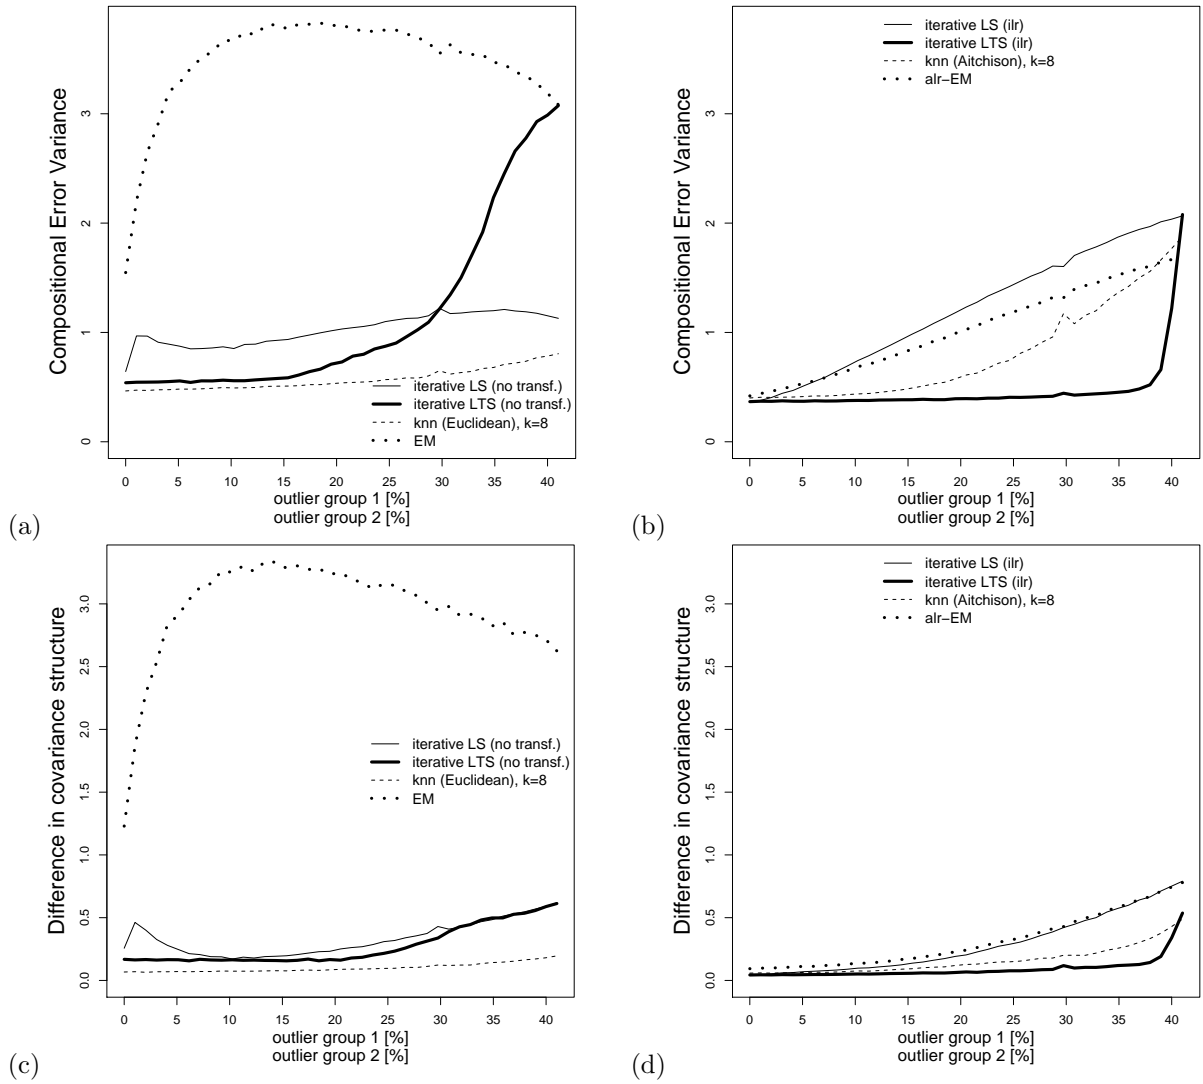 Compositional Error Variance
3
2
1
0
iterative LS (no transf.)
iterative LTS (no transf.)
knn (Euclidean), k=8
EM
0 5 10 15 20 25 30 35 40
outlier group 1 [%]
outlier group 2 [%]
(a)
Compositional Error Variance
3
2
1
0
iterative LS (ilr)
iterative LTS (ilr)
knn (Aitchison), k=8
alr−EM
0 5 10 15 20 25 30 35 40
outlier group 1 [%]
outlier group 2 [%]
(b)
Difference in covariance structure
3.0
2.5
2.0
1.5
1.0
0.5
0.0
iterative LS (no transf.)
iterative LTS (no transf.)
knn (Euclidean), k=8
EM
0 5 10 15 20 25 30 35 40
outlier group 1 [%]
outlier group 2 [%]
(c)
Difference in covariance structure
3.0
2.5
2.0
1.5
1.0
0.5
0.0
iterative LS (ilr)
iterative LTS (ilr)
knn (Aitchison), k=8
alr−EM
0 5 10 15 20 25 30 35 40
outlier group 1 [%]
outlier group 2 [%]
(d)